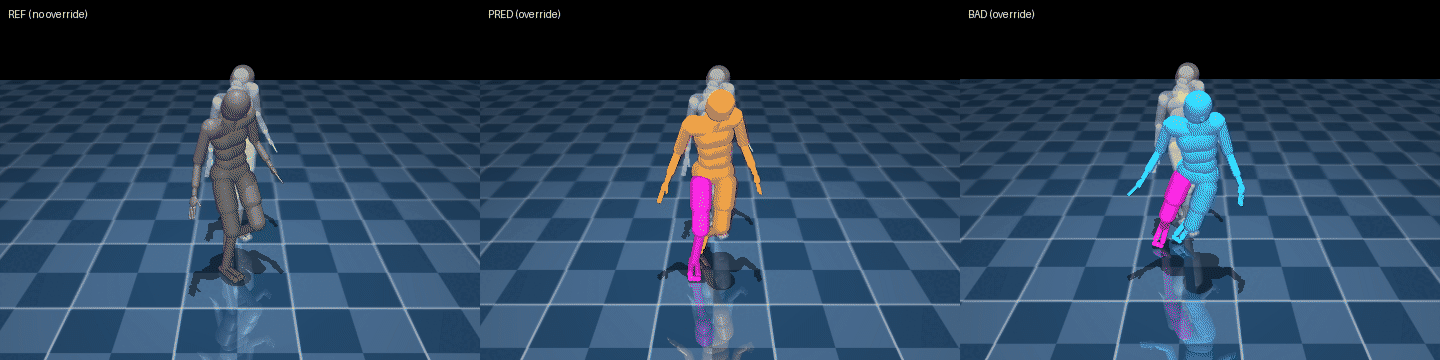 REF (no override)
PRED (override)
BAD (override)